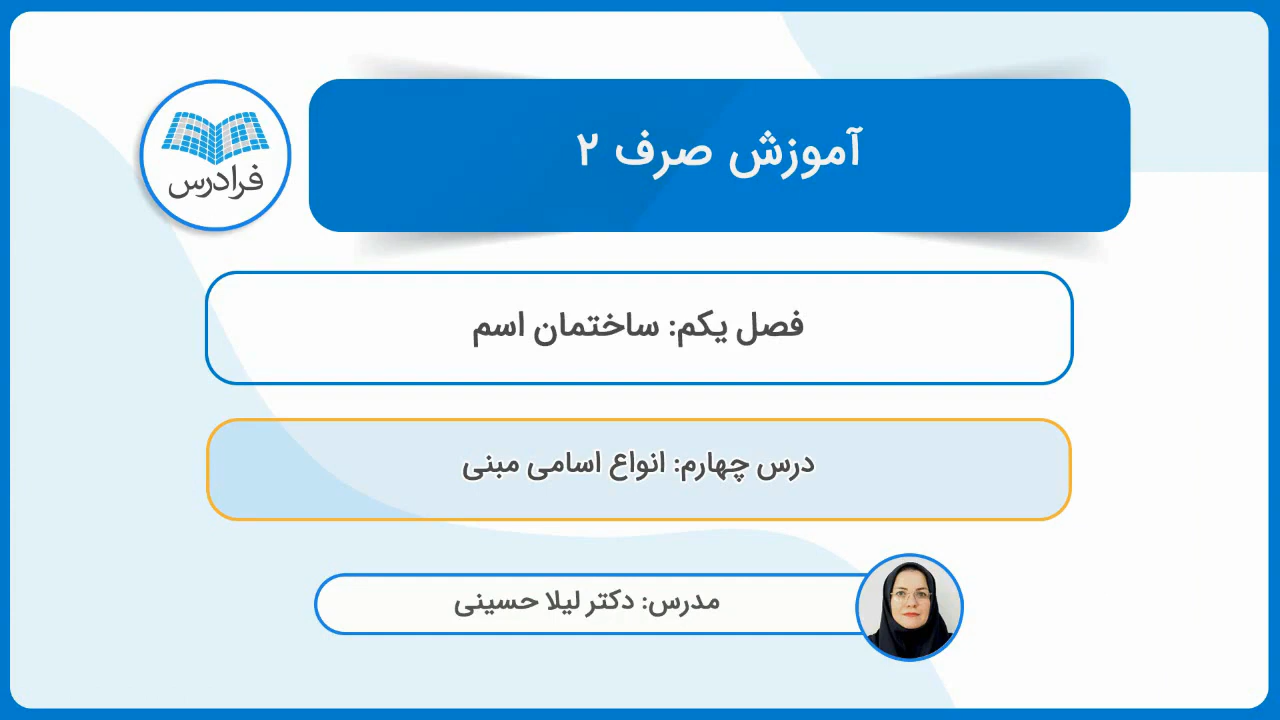 آموزش صرف ۲
فرادرس
فصل یکم: ساختمان اسم
درس چهارم: انواع اسامی مبنی
مدرس: دکتر لیلا حسینی